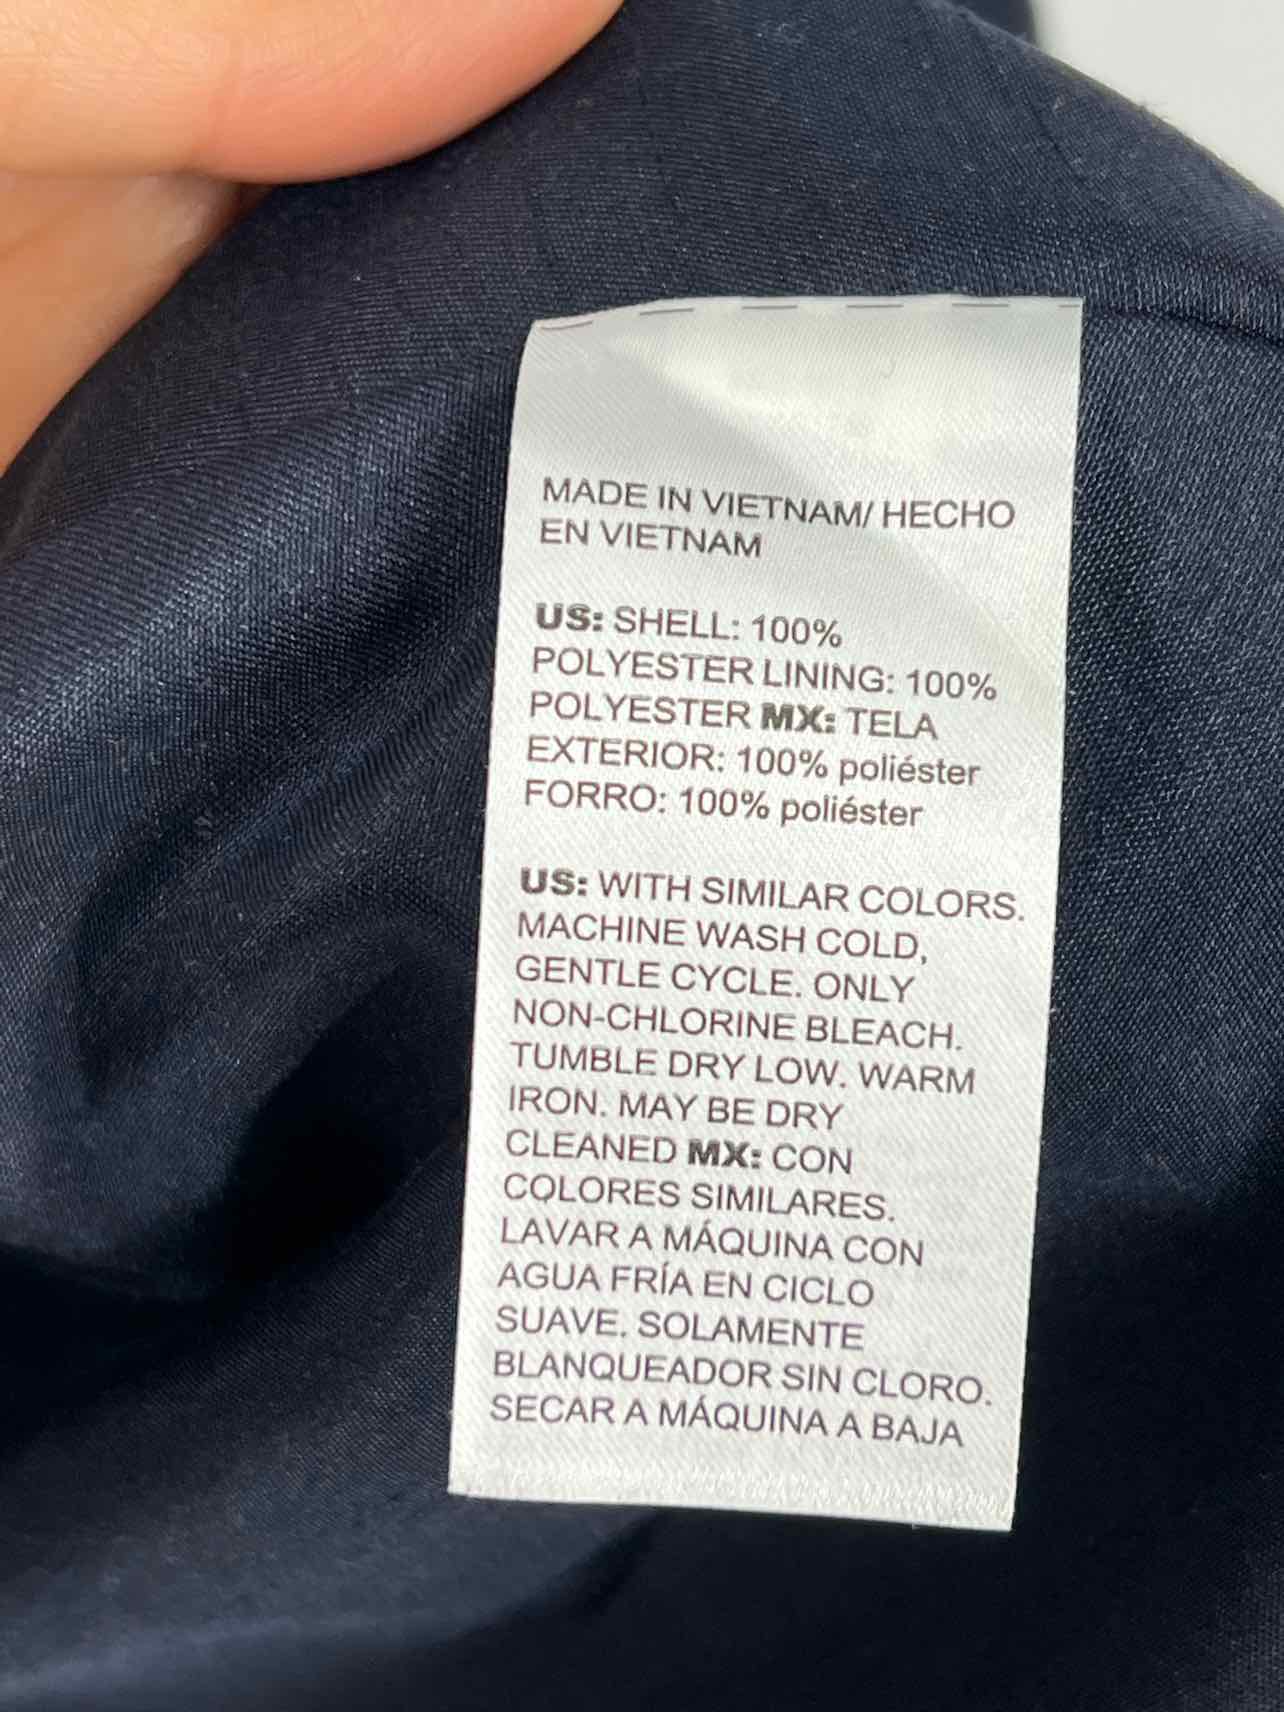 MADE IN VIETNAM/ HECHO
EN VIETNAM
US: SHELL: 100%
POLYESTER LINING: 100%
POLYESTER MX: TELA
EXTERIOR: 100% poliéster
FORRO: 100% poliéster
US: WITH SIMILAR COLORS.
MACHINE WASH COLD,
GENTLE CYCLE. ONLY
NON-CHLORINE BLEACH.
TUMBLE DRY LOW. WARM
IRON. MAY BE DRY
CLEANED MX: CON
COLORES SIMILARES.
LAVAR A MÁQUINA CON
AGUA FRÍA EN CICLO
SUAVE. SOLAMENTE
BLANQUEADOR SIN CLORO.
SECAR A MÁQUINA A BAJA